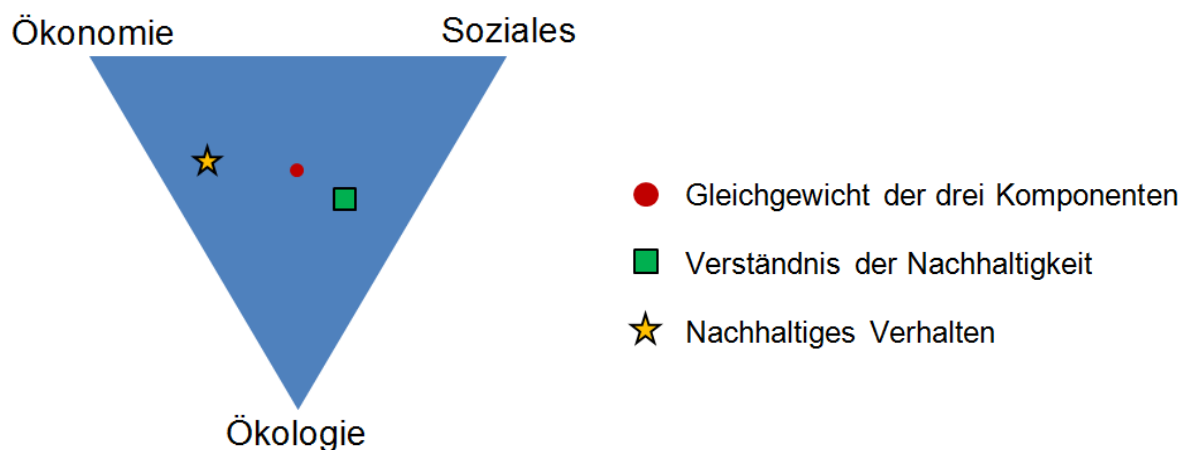 Ökonomie
Soziales
Ökologie
Gleichgewicht der drei Komponenten
Verständnis der Nachhaltigkeit
Nachhaltiges Verhalten